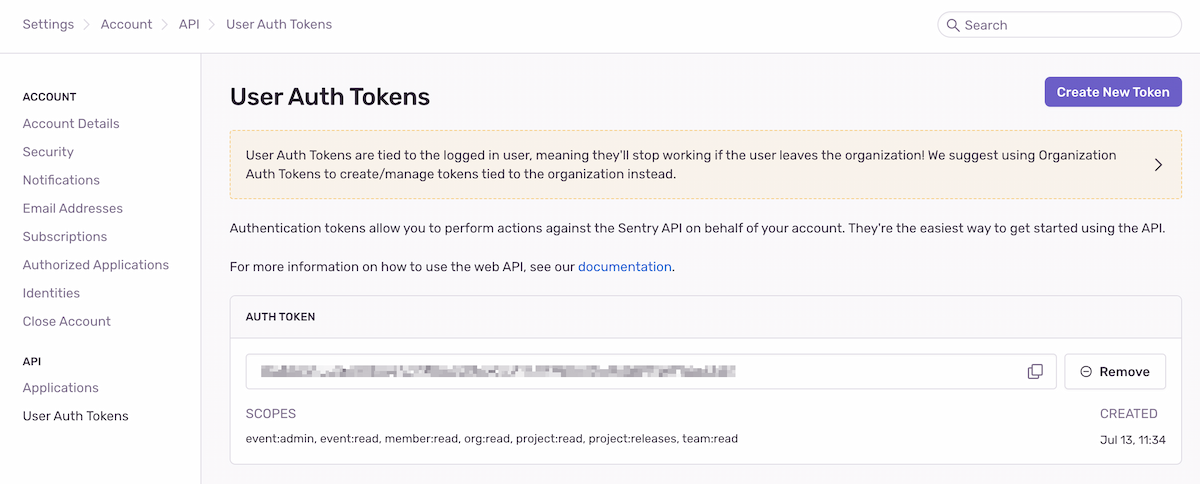 Settings > Account > API > User Auth Tokens
Search
ACCOUNT
Account Details
Security
Notifications
Email Addresses
Subscriptions
Authorized Applications
Identities
Close Account
API
Applications
User Auth Tokens
User Auth Tokens
Create New Token
User Auth Tokens are tied to the logged in user, meaning they'll stop working if the user leaves the organization! We suggest using Organization
Auth Tokens to create/manage tokens tied to the organization instead.
Authentication tokens allow you to perform actions against the Sentry API on behalf of your account. They're the easiest way to get started using the API.
For more information on how to use the web API, see our documentation.
AUTH TOKEN
Remove
SCOPES
event:admin, event:read, member:read, org:read, project:read, project:releases, team:read
CREATED
Jul 13, 11:34